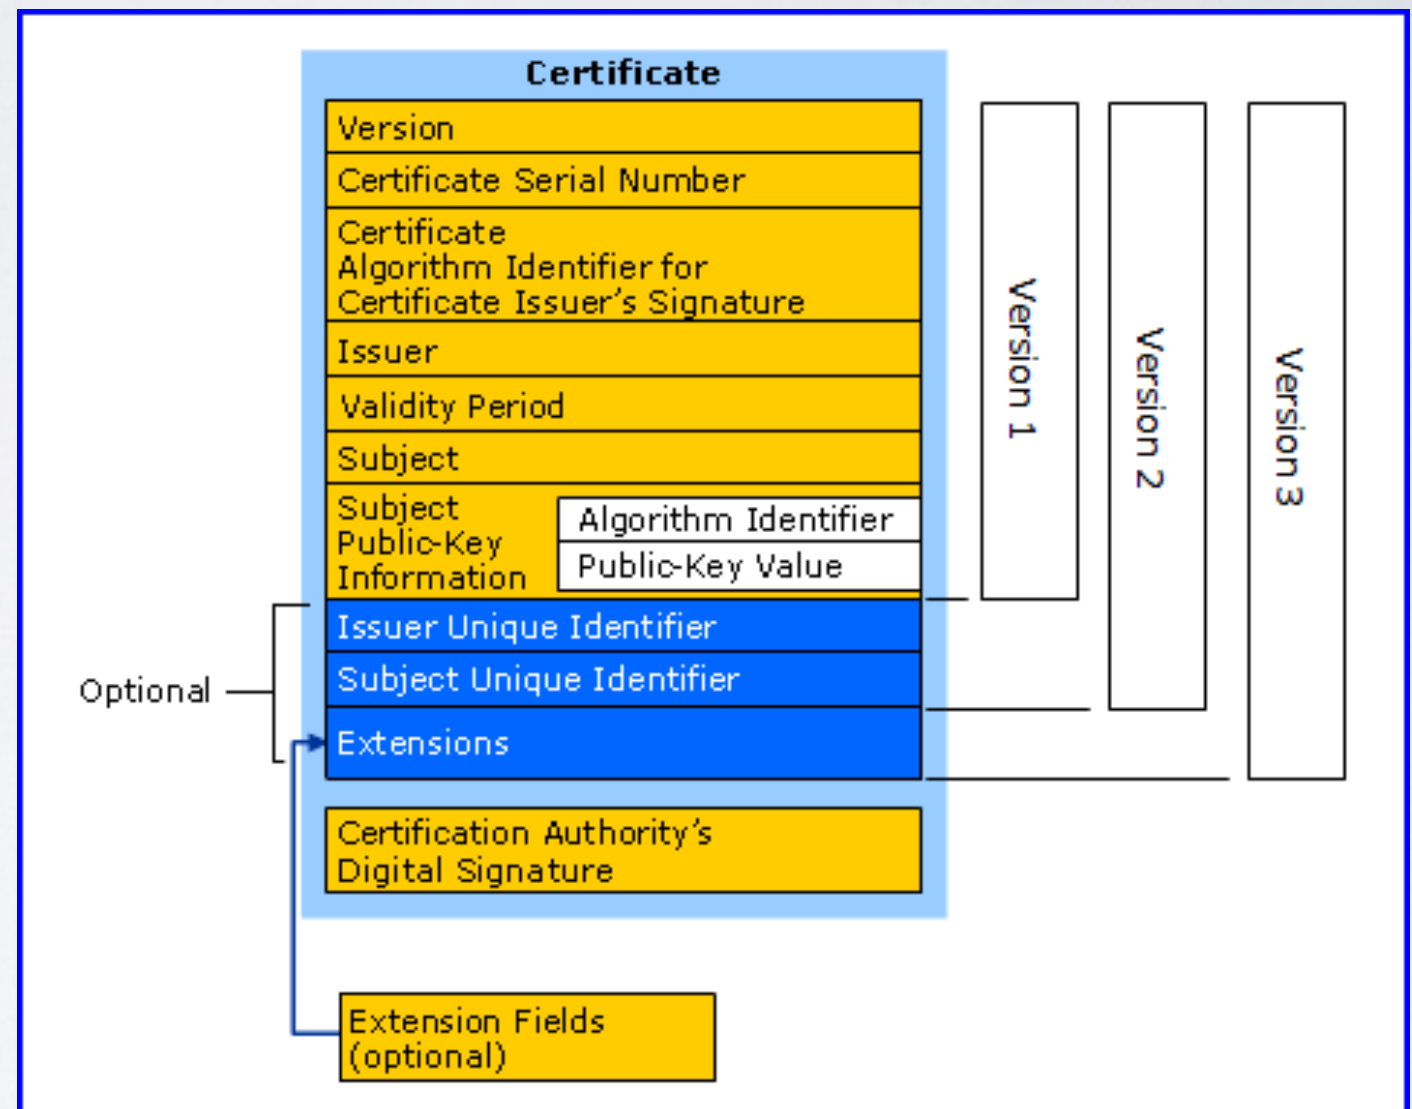 Certificate
Version
Certificate Serial Number
Certificate
Algorithm Identifier for
Certificate Issuer’s Signature
Issuer
Validity Period
Subject
Subject
Public-Key
Information
Algorithm Identifier
Public-Key Value
Issuer Unique Identifier
Subject Unique Identifier
Extensions
Optional
Certification Authority’s
Digital Signature
Extension Fields
(optional)
Version 1
Version 2
Version 3